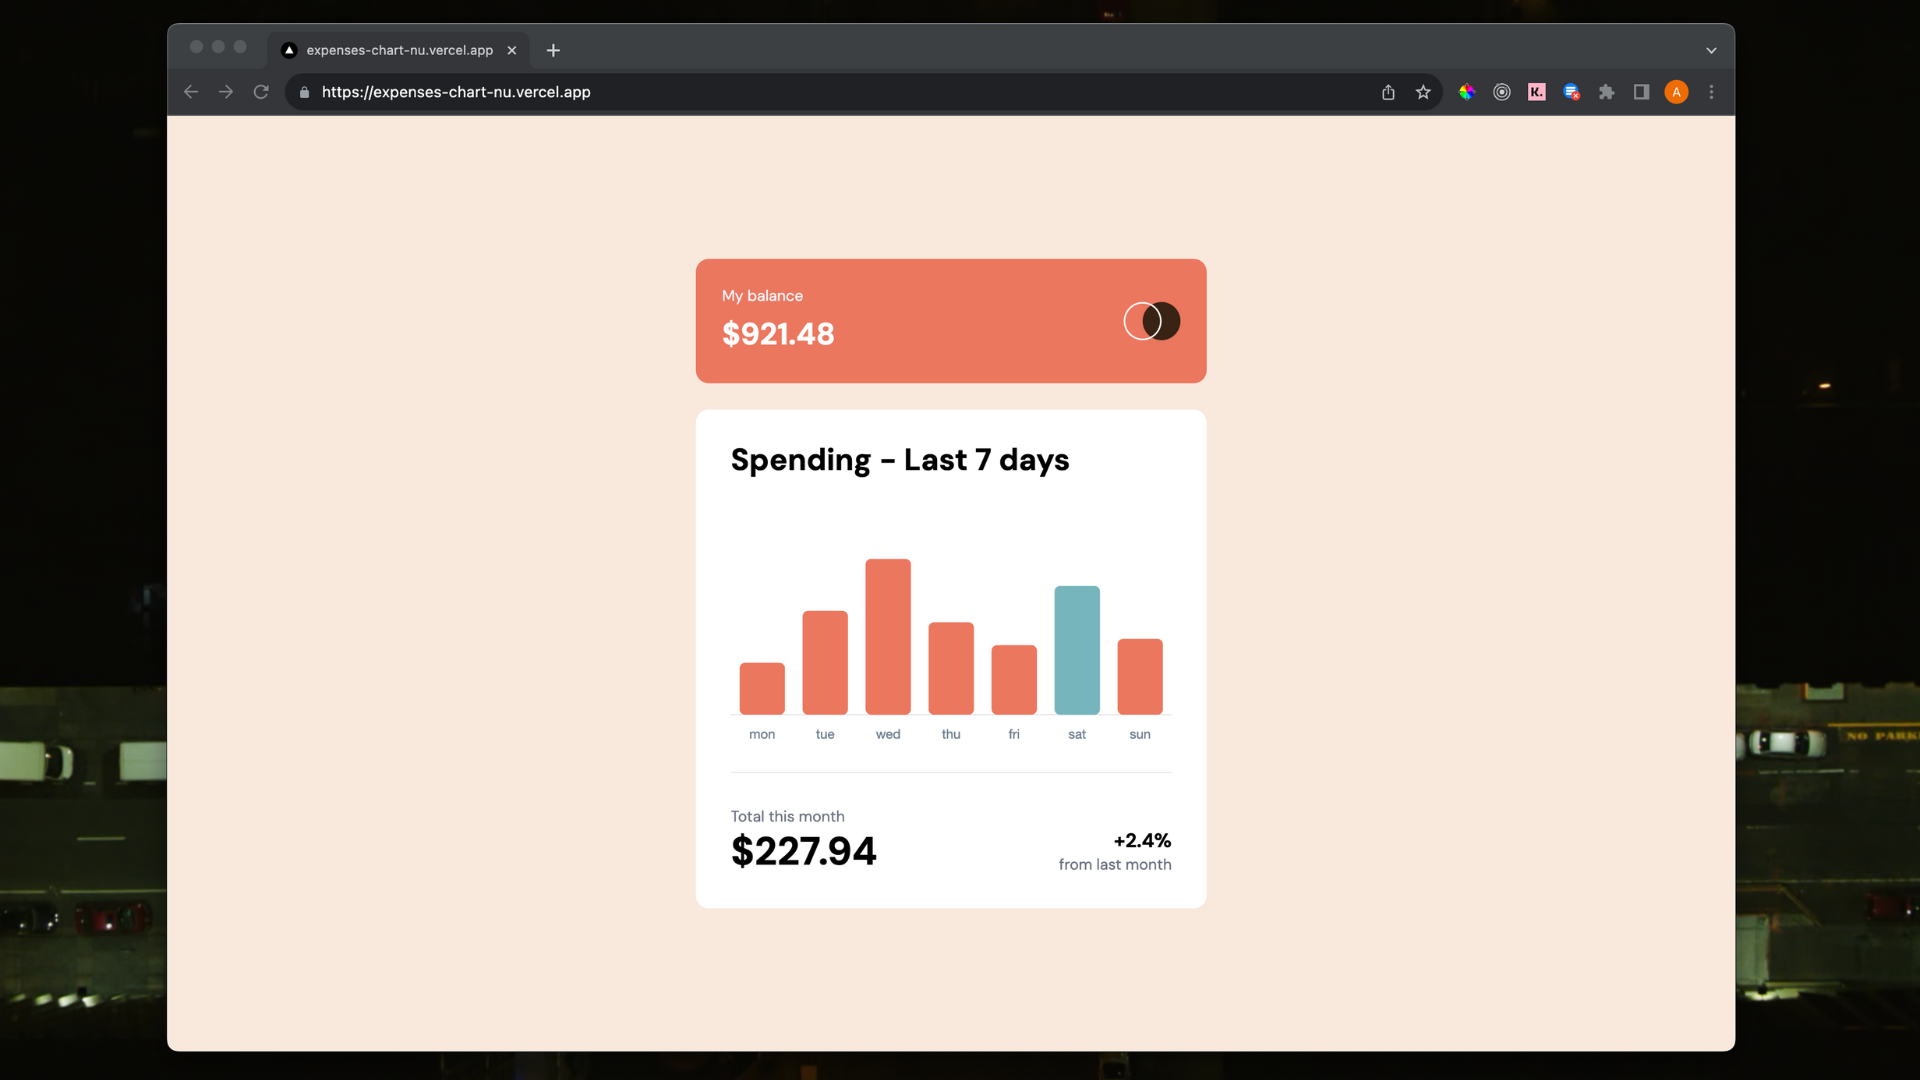 expenses-chart-nu.vercel.app
https://expenses-chart-nu.vercel.app
K.
A
My balance
$921.48
Spending - Last 7 days
mon tue wed thu fri sat sun
Total this month
$227.94
+2.4%
from last month
NO PARK